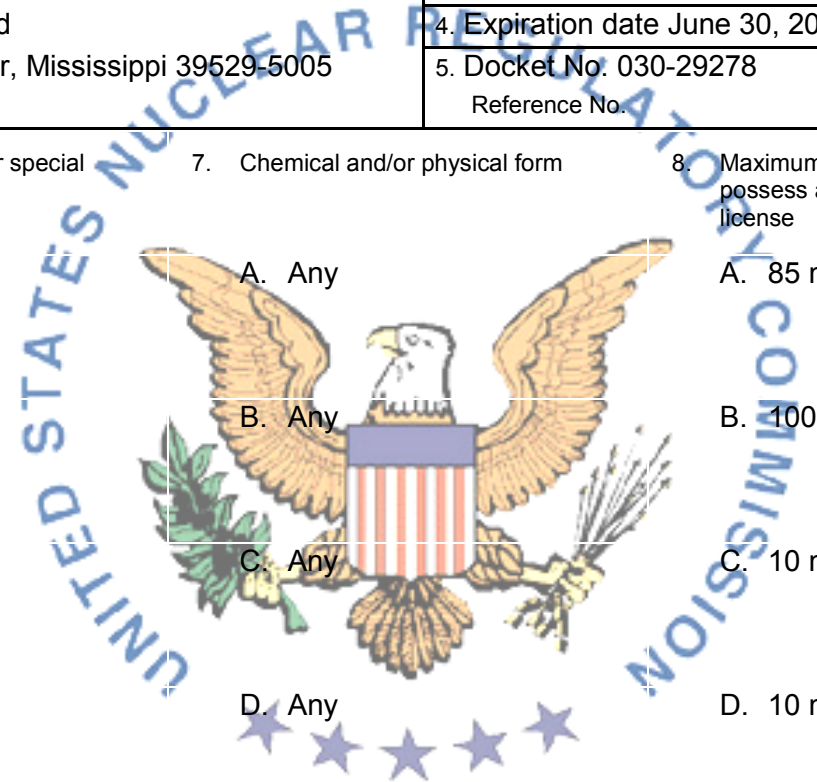 4. Expiration date June 30, 20
r, Mississippi 39529-5005
5. Docket No. 030-29278
Reference No.
r special
7. Chemical and/or physical form
8. Maximum
possess a
license
A. Any
A. 85
B. Any
B. 100
C. Any
C. 10
D. Any
D. 10
UNITED STATES NUCLEAR REGULATORY COMMISSION